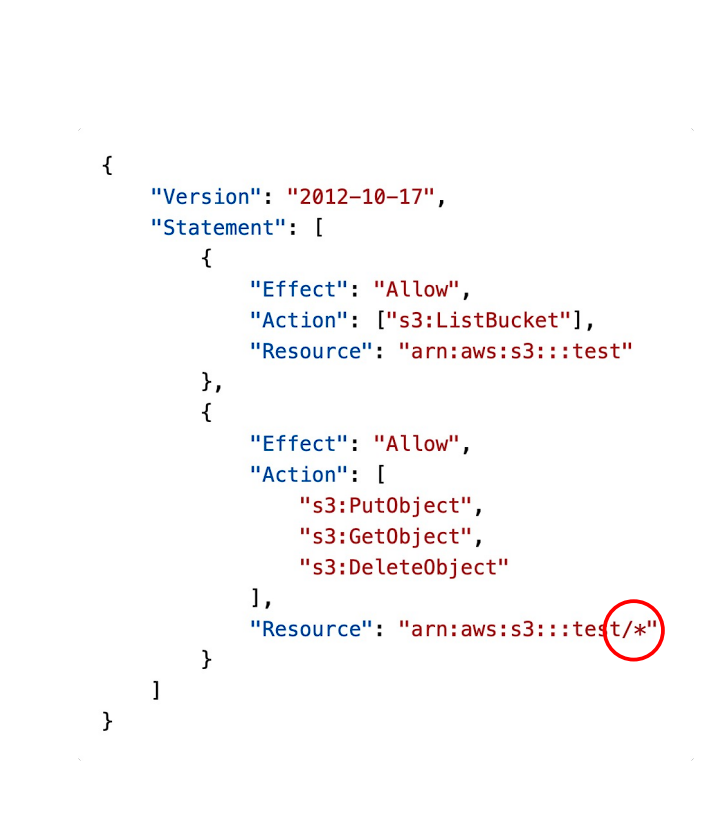 {
    "Version": "2012-10-17",
    "Statement": [
        {
            "Effect": "Allow",
            "Action": ["s3:ListBucket"],
            "Resource": "arn:aws:s3:::test"
        },
        {
            "Effect": "Allow",
            "Action": [
                "s3:PutObject",
                "s3:GetObject",
                "s3:DeleteObject"
            ],
            "Resource": "arn:aws:s3:::test/*"
        }
    ]
}